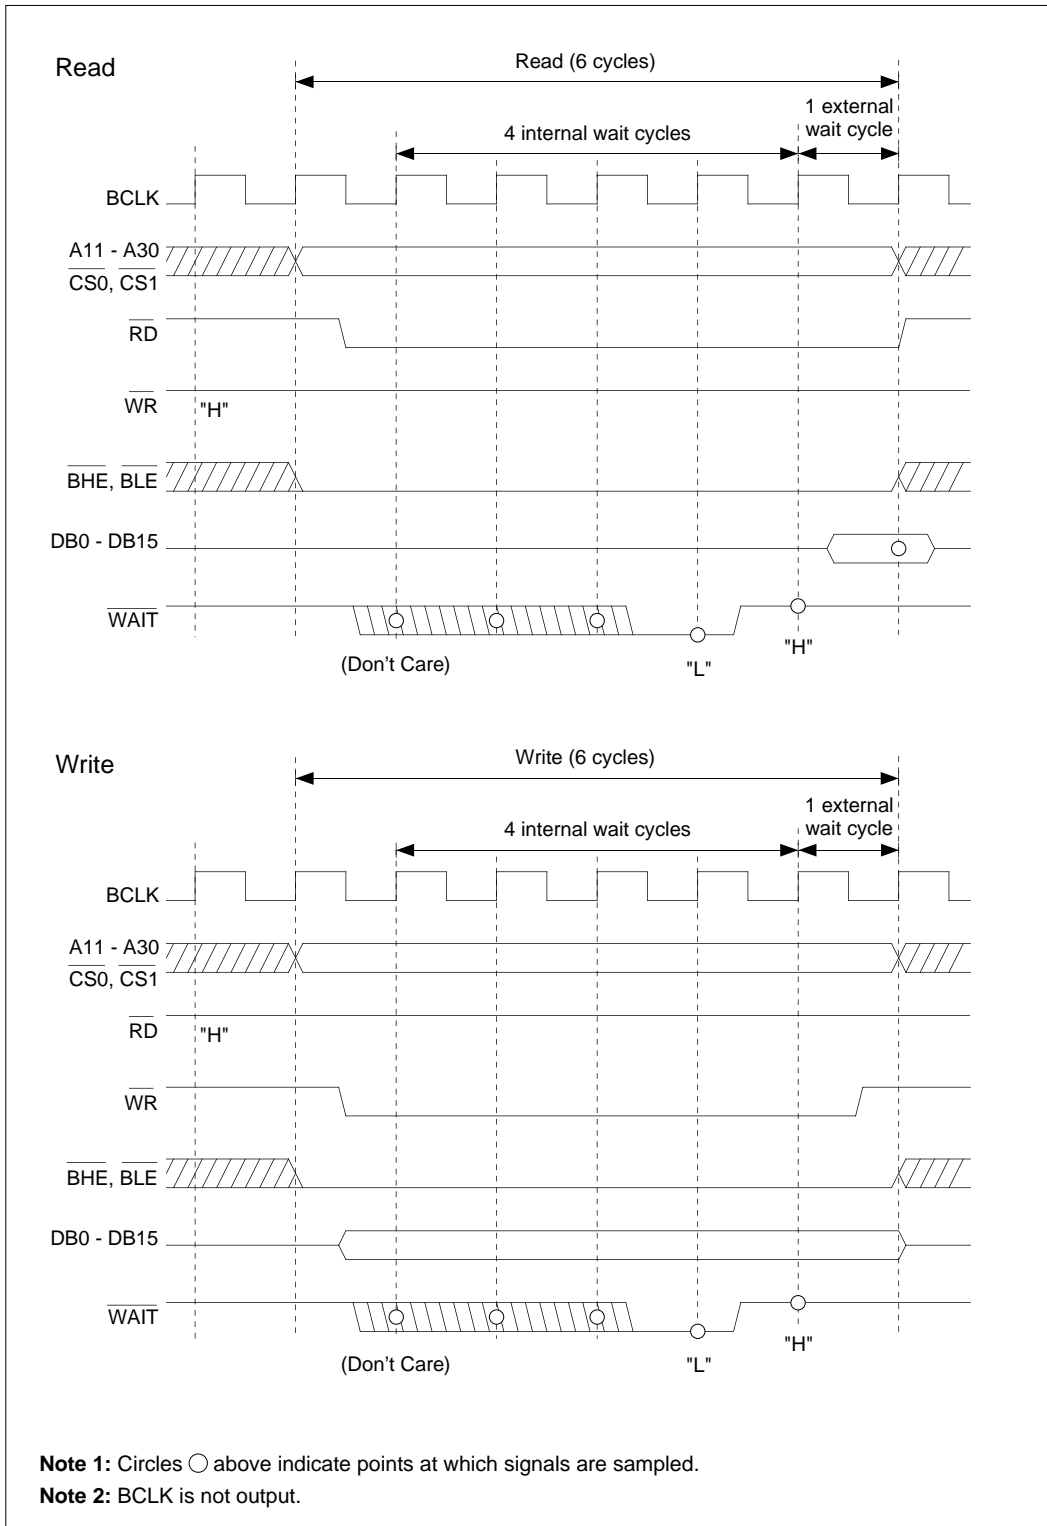 Read
Read (6 cycles)
1 external
wait cycle
4 internal wait cycles
BCLK
A11 - A30
CS0, CS1
RD
WR
"H"
BHE, BLE
DB0 - DB15
WAIT
(Don't Care)
"L"
"H"
Write
Write (6 cycles)
1 external
wait cycle
4 internal wait cycles
BCLK
A11 - A30
CS0, CS1
RD
"H"
WR
BHE, BLE
DB0 - DB15
WAIT
(Don't Care)
"L"
"H"
Note 1: Circles ○ above indicate points at which signals are sampled.
Note 2: BCLK is not output.